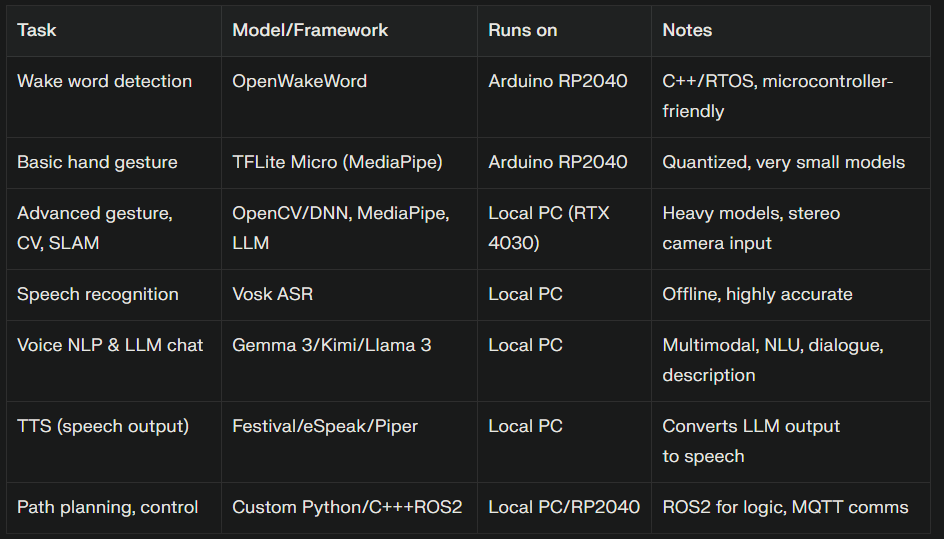 Task Model/Framework Runs on Notes
Wake word detection OpenWakeWord Arduino RP2040 C++/RTOS, microcontroller-
friendly
Basic hand gesture TFLite Micro (MediaPipe) Arduino RP2040 Quantized, very small models
Advanced gesture, OpenCV/DNN, MediaPipe, Local PC (RTX Heavy models, stereo
CV, SLAM LLM 4030) camera input
Speech recognition Vosk ASR Local PC Offline, highly accurate
Voice NLP & LLM chat Gemma 3/Kimi/Llama 3 Local PC Multimodal, NLU, dialogue,
description
TTS (speech output) Festival/eSpeak/Piper Local PC Converts LLM output
to speech
Path planning, control Custom Python/C+++ROS2 Local PC/RP2040 ROS2 for logic, MQTT comms